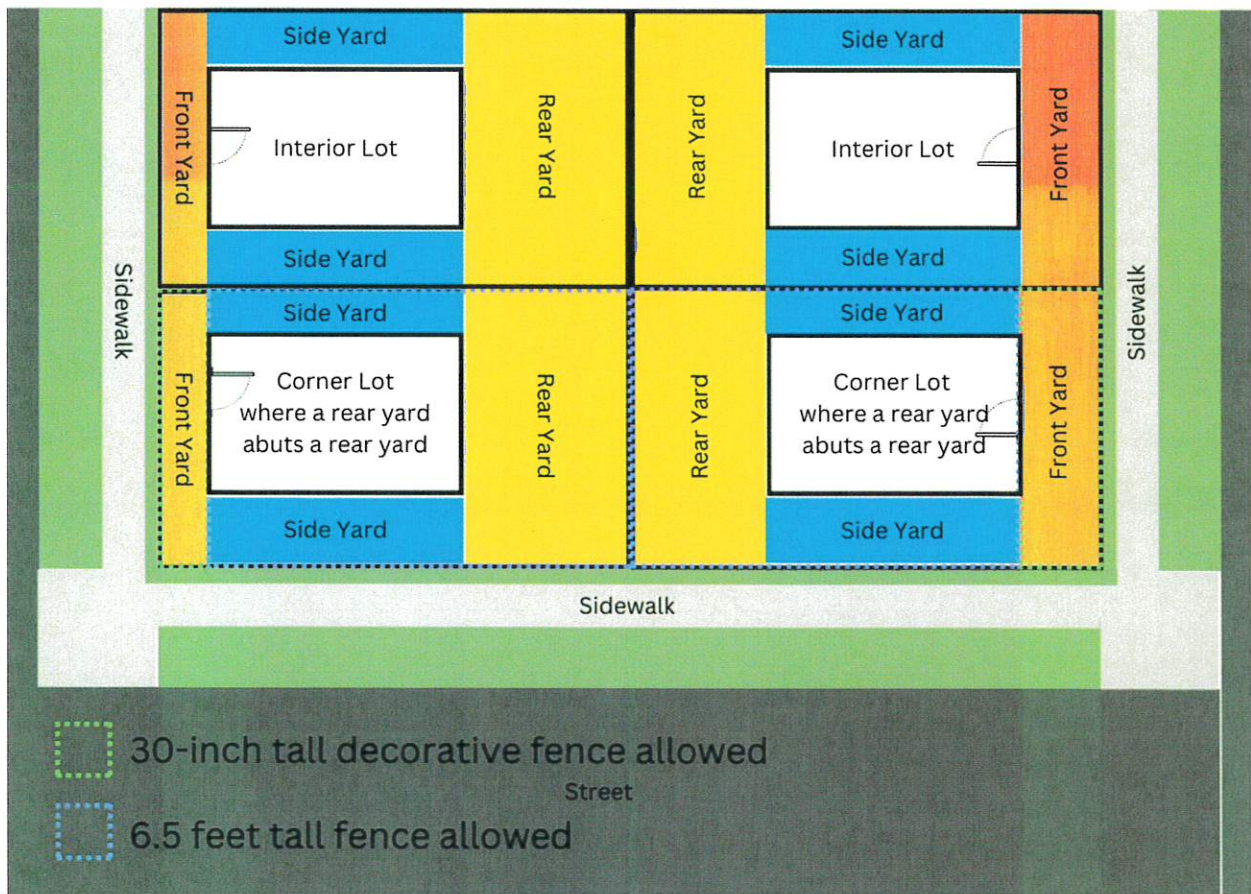 Side Yard
Side Yard
Front Yard
Interior Lot
Rear Yard
Rear Yard
Interior Lot
Front Yard
Side Yard
Side Yard
Sidewalk
Sidewalk
Side Yard
Side Yard
Front Yard
Corner Lot
where a rear yard
abuts a rear yard
Rear Yard
Rear Yard
Corner Lot
where a rear yard
abuts a rear yard
Front Yard
Side Yard
Side Yard
Sidewalk
30-inch tall decorative fence allowed
Street
6.5 feet tall fence allowed